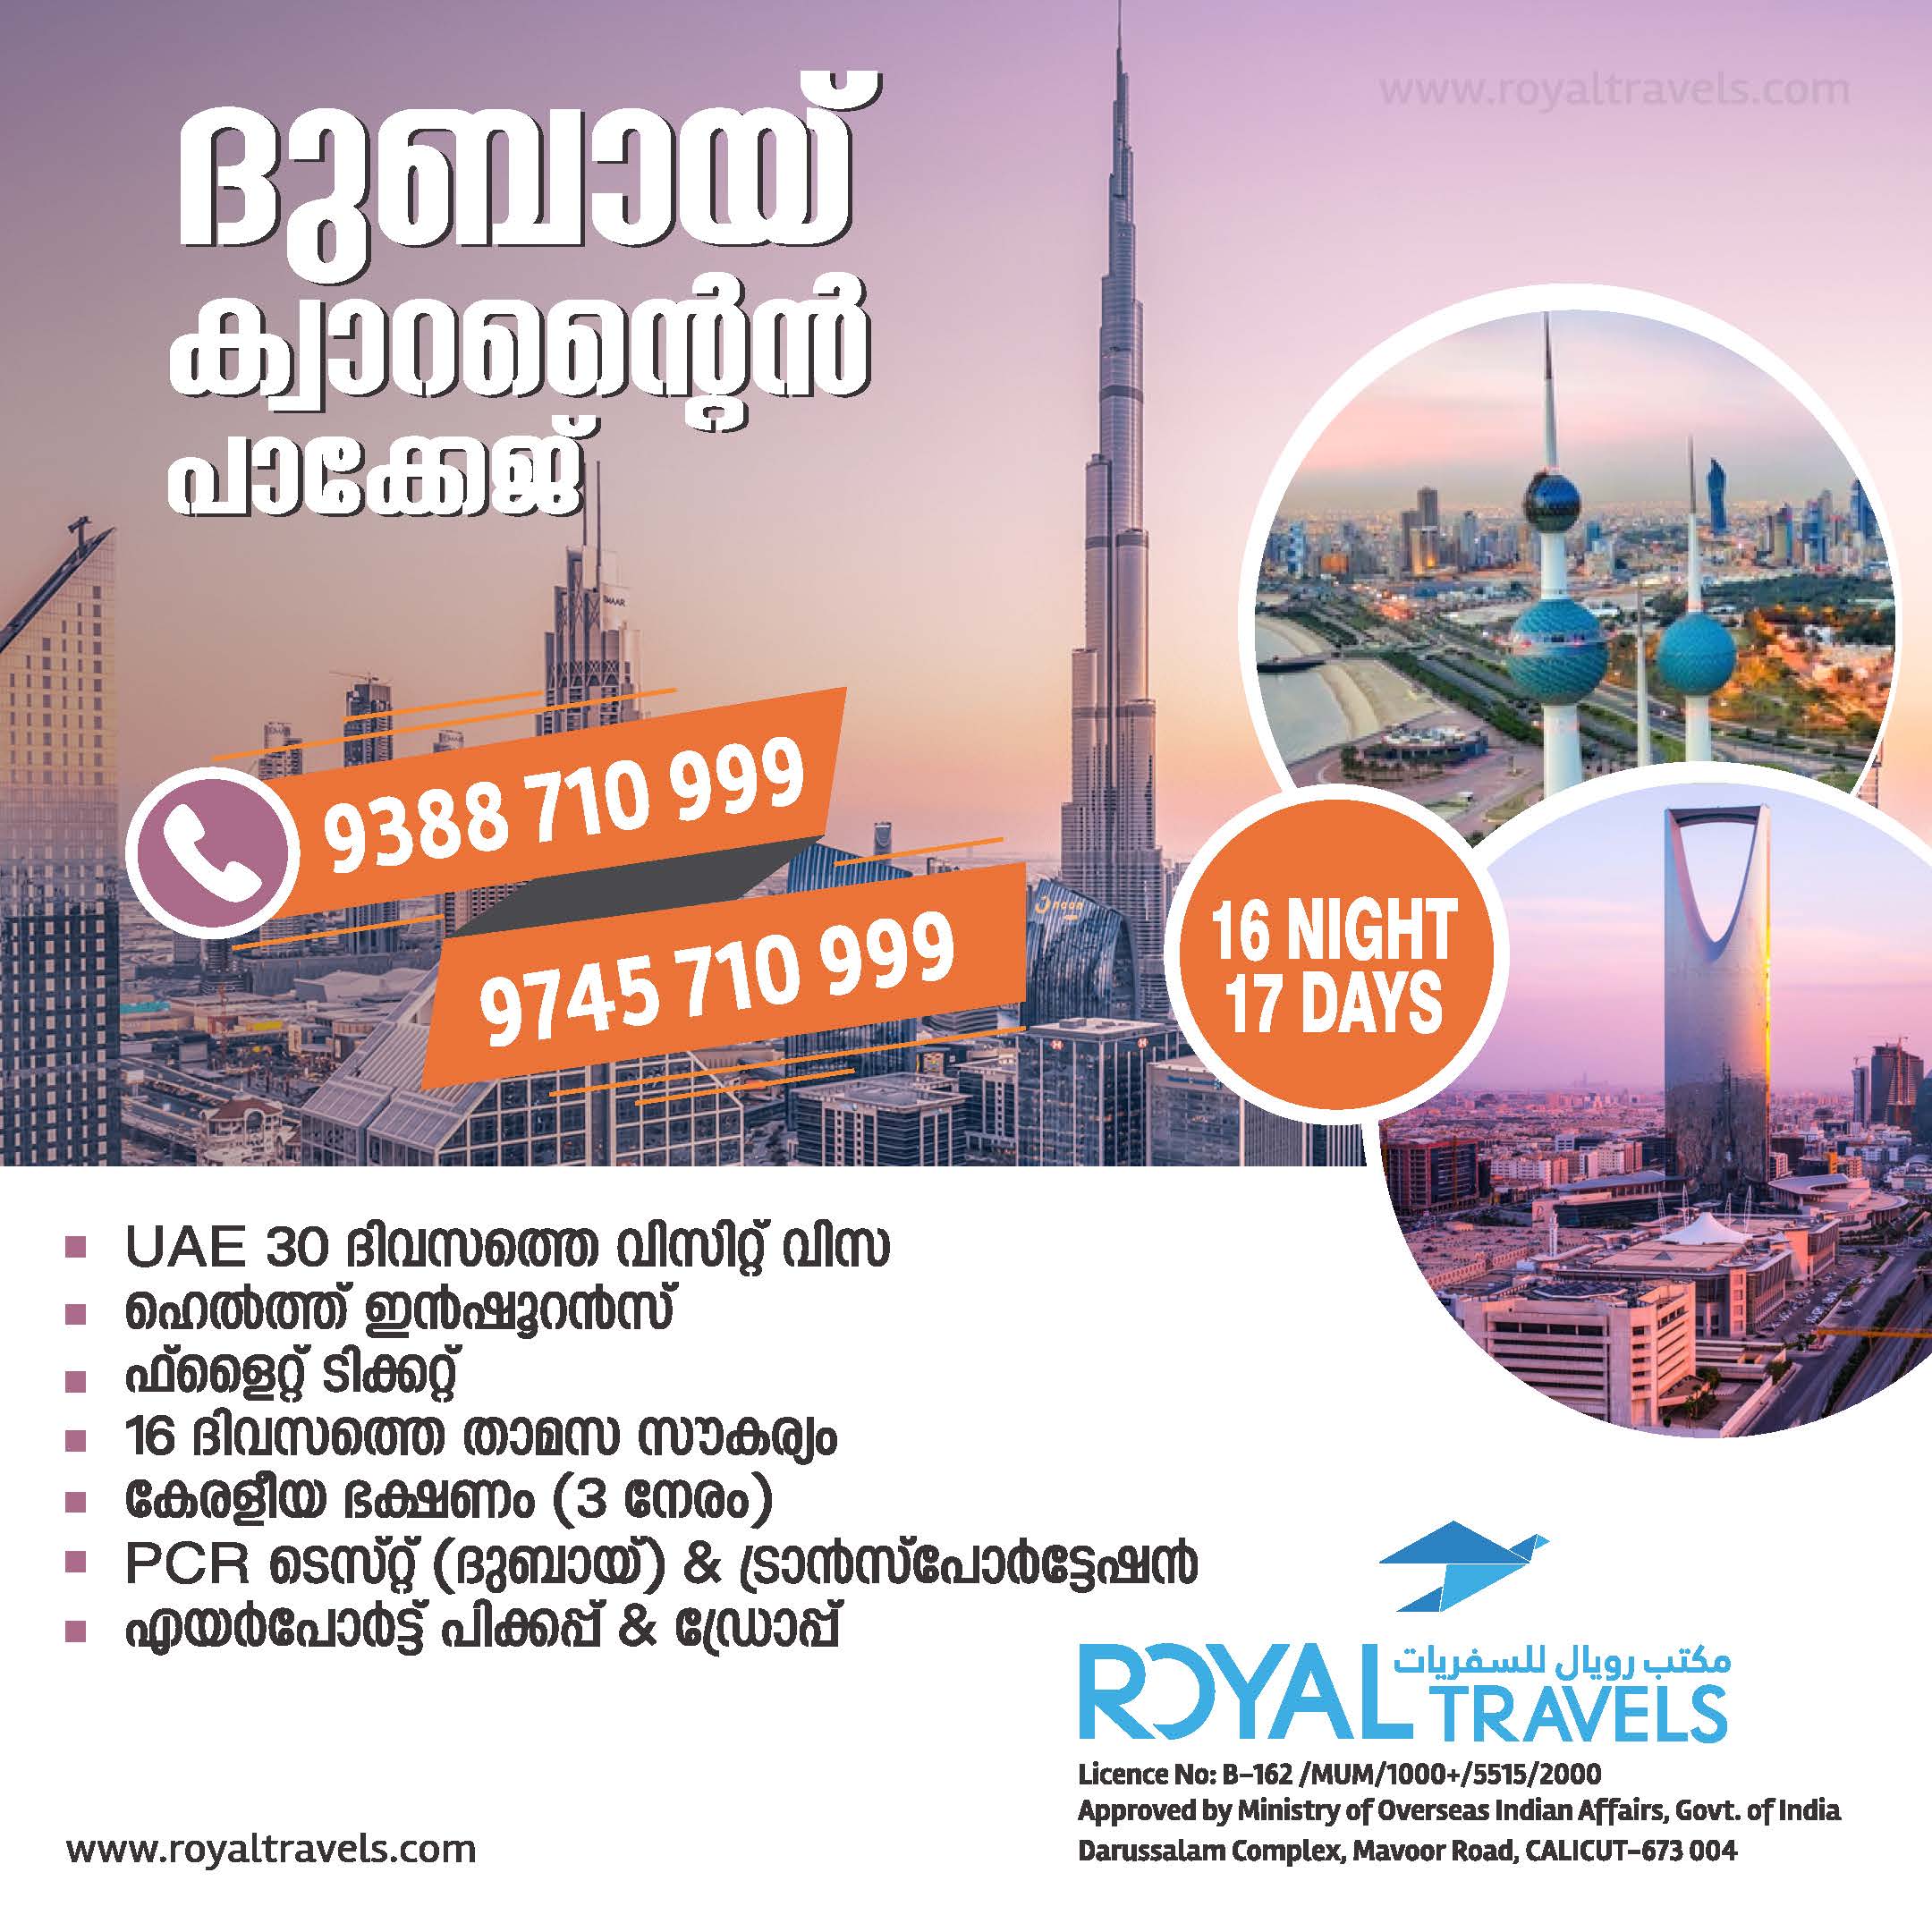 www.royaltravels.com
ദുബായ്
ക്വാറന്റൈൻ
പാക്കേജ്
EMAAR
9388 710 999
9745 710 999
16 NIGHT
17 DAYS
UAE 30 ദിവസത്തെ വിസിറ്റ് വിസ
ഹെൽത്ത് ഇൻഷൂറൻസ്
ഫ്ളൈറ്റ് ടിക്കറ്റ്
16 ദിവസത്തെ താമസ സൗകര്യം
കേരളീയ ഭക്ഷണം (3 നേരം)
PCR ടെസ്റ്റ് (ദുബായ്) & ട്രാൻസ്പോർട്ടേഷൻ
എയർപോർട്ട് പിക്കപ്പ് & ഡ്രോപ്പ്
مكتب رويال للسفريات
ROYAL TRAVELS
Licence No: B-162 /MUM/1000+/5515/2000
Approved by Ministry of Overseas Indian Affairs, Govt. of India
Darussalam Complex, Mavoor Road, CALICUT-673 004
www.royaltravels.com